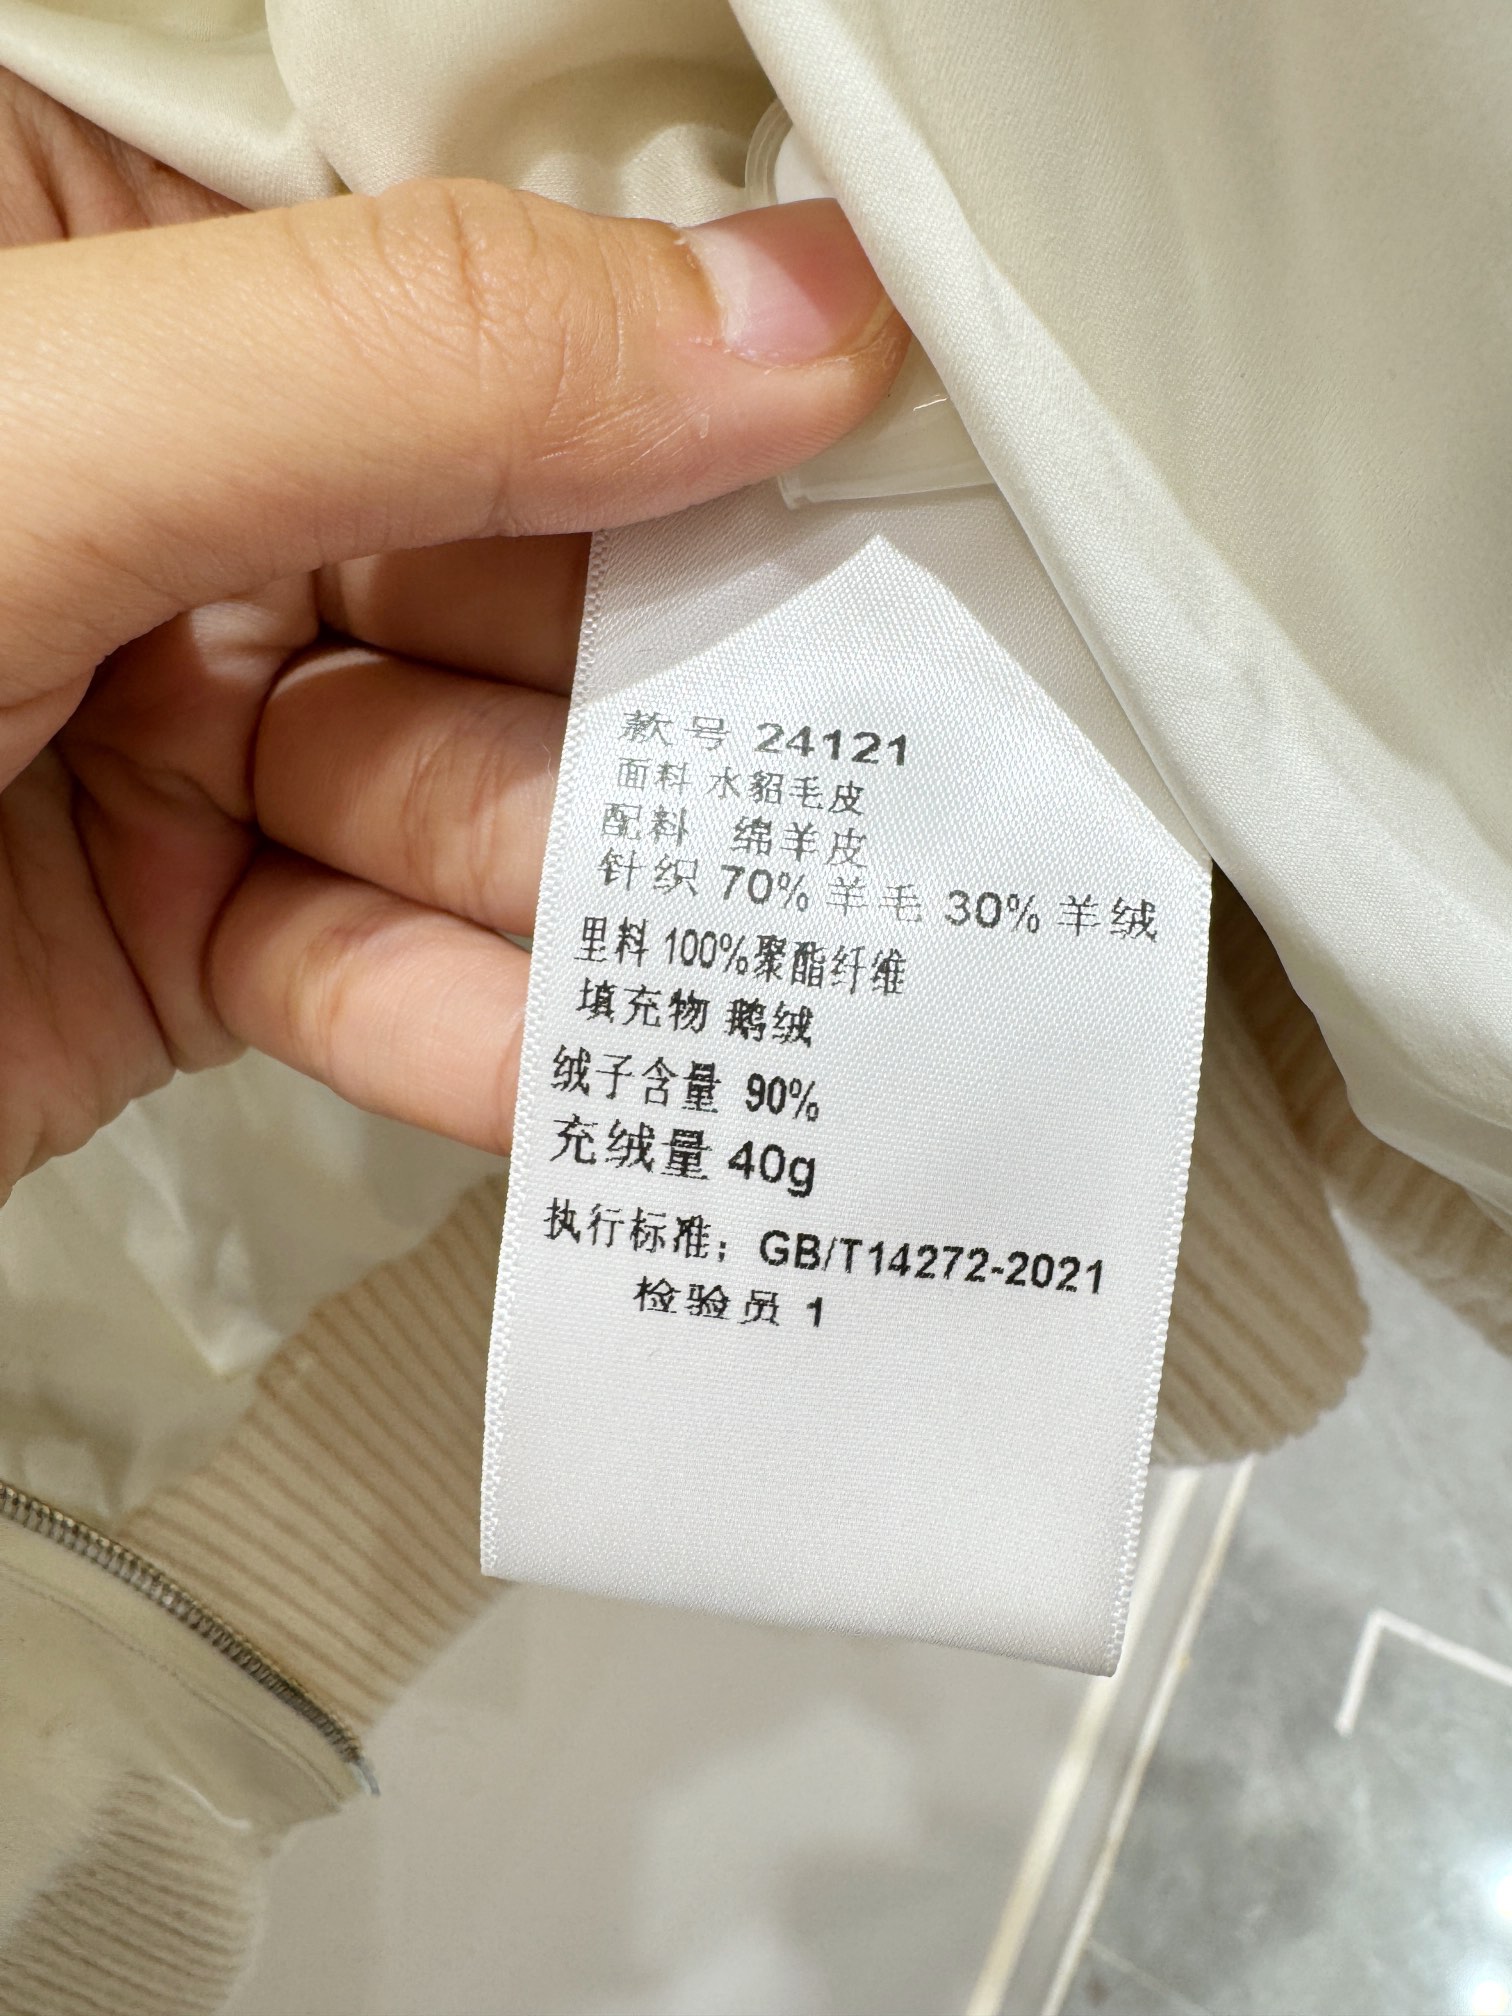 款号 24121
面料 水貂毛皮
配料 绵羊皮
针织 70%羊毛 30%羊绒
里料 100%聚酯纤维
填充物 鹅绒
绒子含量 90%
充绒量 40g
执行标准；GB/T14272-2021
检验员 1